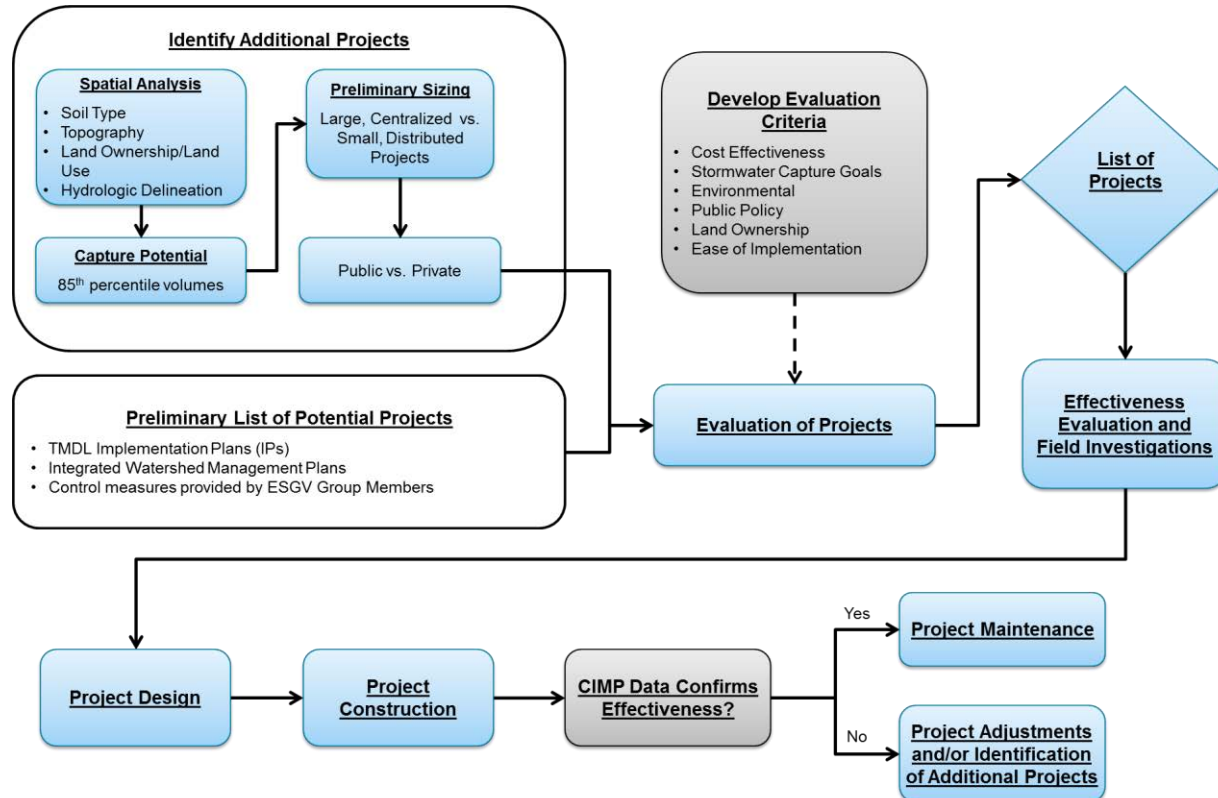 Identify Additional Projects
Spatial Analysis
• Soil Type
• Topography
• Land Ownership/Land
Use
• Hydrologic Delineation
Capture Potential
85th percentile volumes
Preliminary Sizing
Large, Centralized vs.
Small, Distributed
Projects
Public vs. Private
Preliminary List of Potential Projects
• TMDL Implementation Plans (IPs)
• Integrated Watershed Management Plans
• Control measures provided by ESGV Group Members
Develop Evaluation
Criteria
• Cost Effectiveness
• Stormwater Capture Goals
• Environmental
• Public Policy
• Land Ownership
• Ease of Implementation
Evaluation of Projects
List of
Projects
Effectiveness
Evaluation and
Field Investigations
Project Design
Project
Construction
CIMP Data Confirms
Effectiveness?
Yes
Project Maintenance
No
Project Adjustments
and/or Identification
of Additional Projects